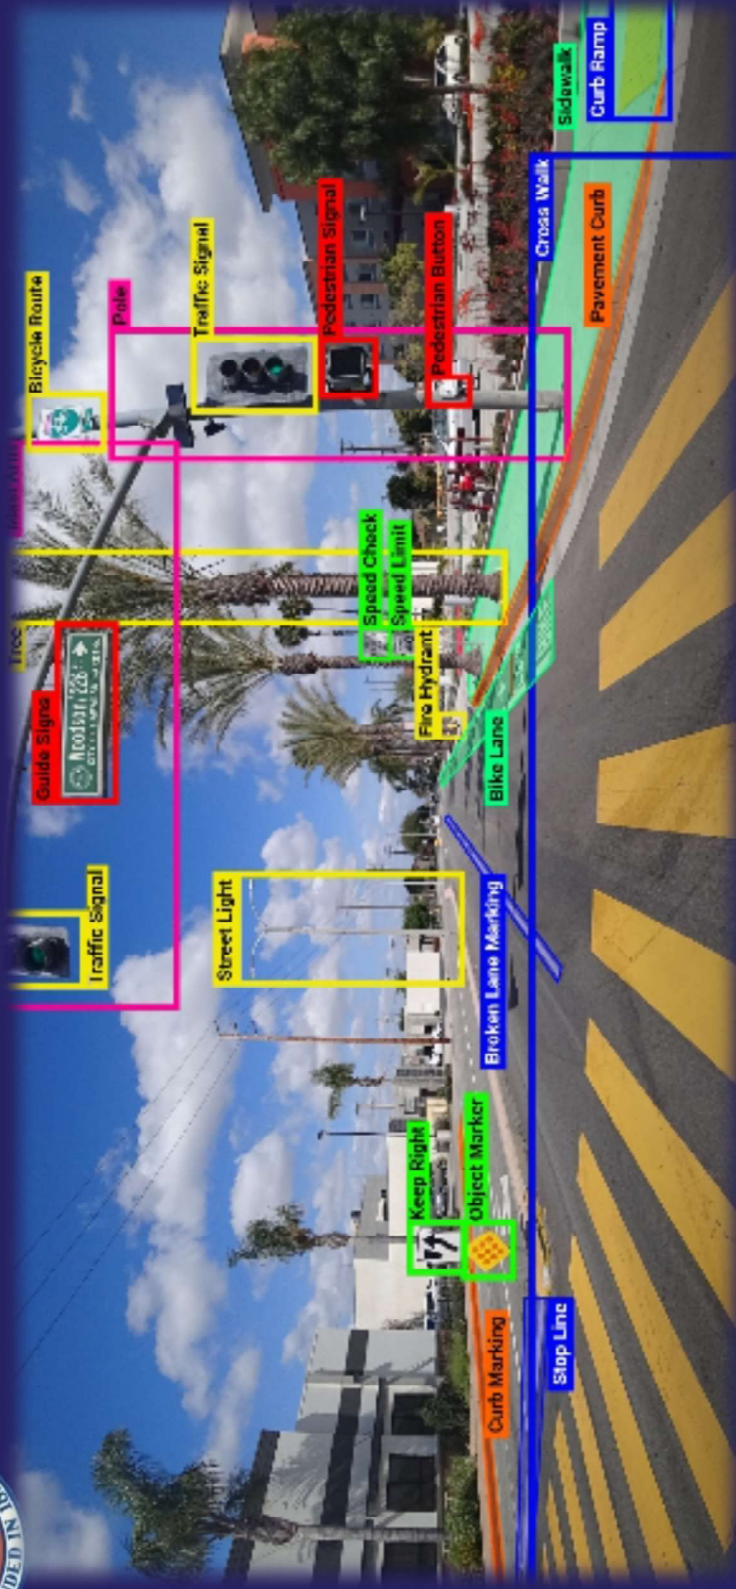 Bicycle Route
Pole
Traffic Signal
Pedestrian Signal
Pedestrian Button
Sidewalk
Curb Ramp
Cross Walk
Pavement Curb
Tree
Guide Signs
Speed Check
Speed Limit
Fire Hydrant
Bike Lane
Traffic Signal
Street Light
Broken Lane Marking
Keep Right
Object Marker
Curb Marking
Stop Line